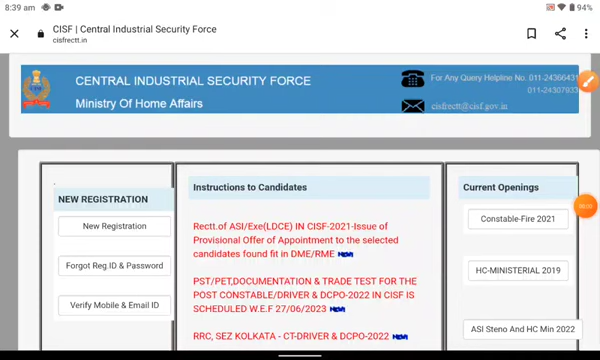 8:39 am
94%
CISF | Central Industrial Security Force
cisfrectt.in
CENTRAL INDUSTRIAL SECURITY FORCE
Ministry Of Home Affairs
For Any Query Helpline No. 011-24366431
011-24307933
cisfrectt@cisf.gov.in
NEW REGISTRATION
New Registration
Forgot Reg.ID & Password
Verify Mobile & Email ID
Instructions to Candidates
Rectt.of ASI/Exe(LDCE) IN CISF-2021-Issue of
Provisional Offer of Appointment to the selected
candidates found fit in DME/RME NEW!
PST/PET,DOCUMENTATION & TRADE TEST FOR THE
POST CONSTABLE/DRIVER & DCPO-2022 IN CISF IS
SCHEDULED W.E.F 27/06/2023 NEW!
RRC, SEZ KOLKATA - CT-DRIVER & DCPO-2022 NEW!
Current Openings
Constable-Fire 2021
HC-MINISTERIAL 2019
ASI Steno And HC Min 2022